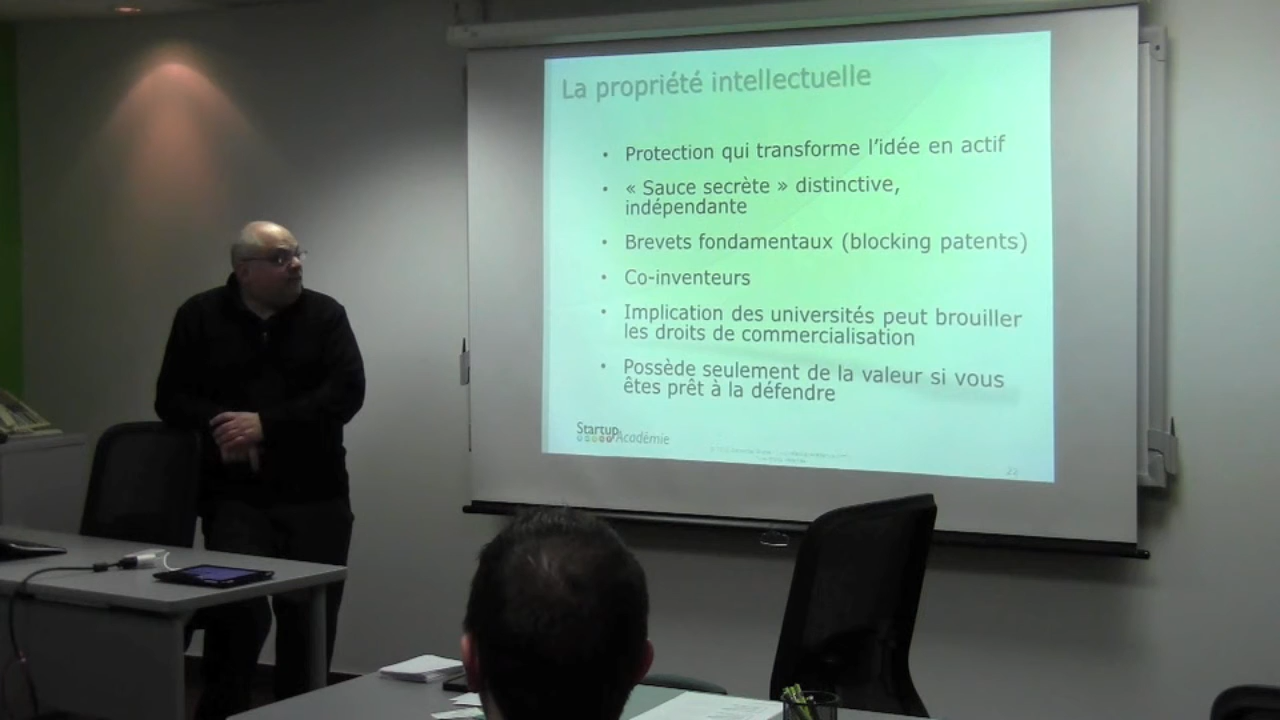 La propriété intellectuelle
• Protection qui transforme l'idée en actif
• « Sauce secrète » distinctive,
indépendante
• Brevets fondamentaux (blocking patents)
• Co-inventeurs
• Implication des universités peut brouiller
les droits de commercialisation
• Possède seulement de la valeur si vous
êtes prêt à la défendre
Startup Académie
22